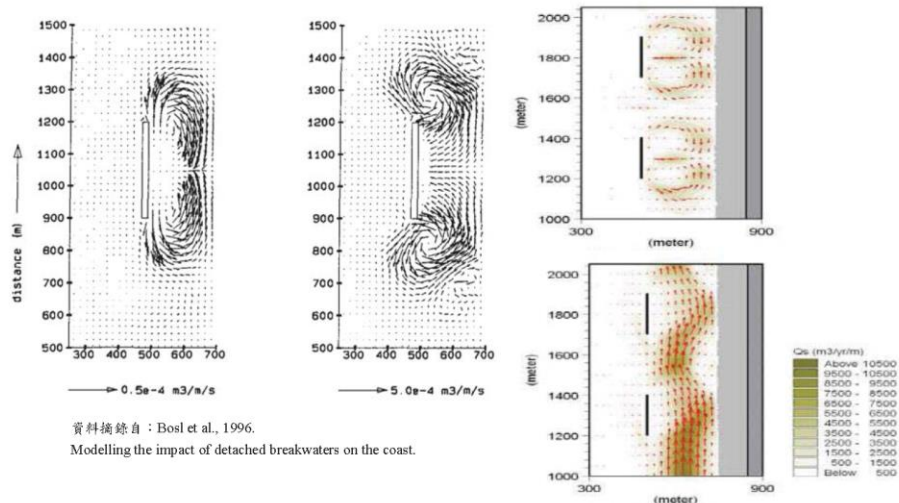 1500
1400
1300
1200
1100
1000
900
800
700
600
500
distance (m)
300 400 500 600 700
0.5e-4 m3/m/s
1500
1400
1300
1200
1100
1000
900
800
700
600
500
300 400 500 600 700
5.0e-4 m3/m/s
資料摘錄自：Bosl et al., 1996.
Modelling the impact of detached breakwaters on the coast.
2000
1800
1600
1400
1200
1000
(meter)
300 900
(meter)
2000
1800
1600
1400
1200
1000
(meter)
300 900
(meter)
Qs (m3/yr/m)
Above 10500
9500 - 10500
8500 - 9500
7500 - 8500
6500 - 7500
5500 - 6500
4500 - 5500
3500 - 4500
2500 - 3500
1500 - 2500
500 - 1500
Below 500